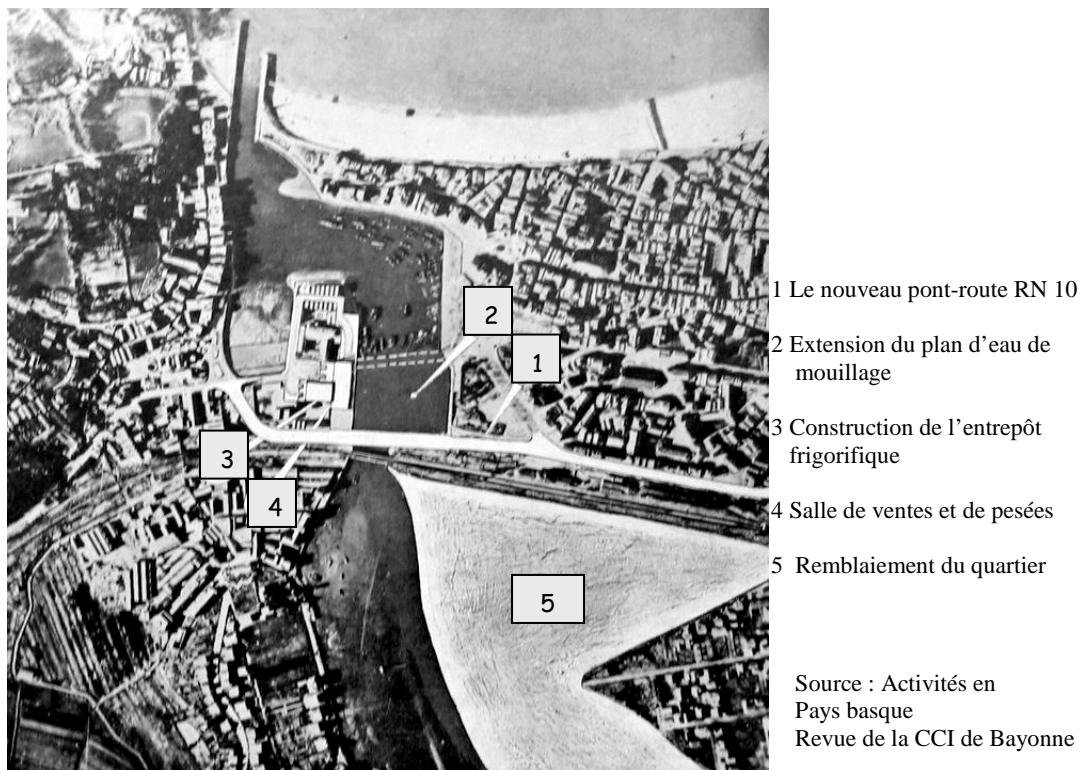 2
1
3
4
5
1 Le nouveau pont-route RN 10
2 Extension du plan d’eau de
mouillage
3 Construction de l’entrepôt
frigorifique
4 Salle de ventes et de pesées
5 Remblaiement du quartier
Source : Activités en
Pays basque
Revue de la CCI de Bayonne